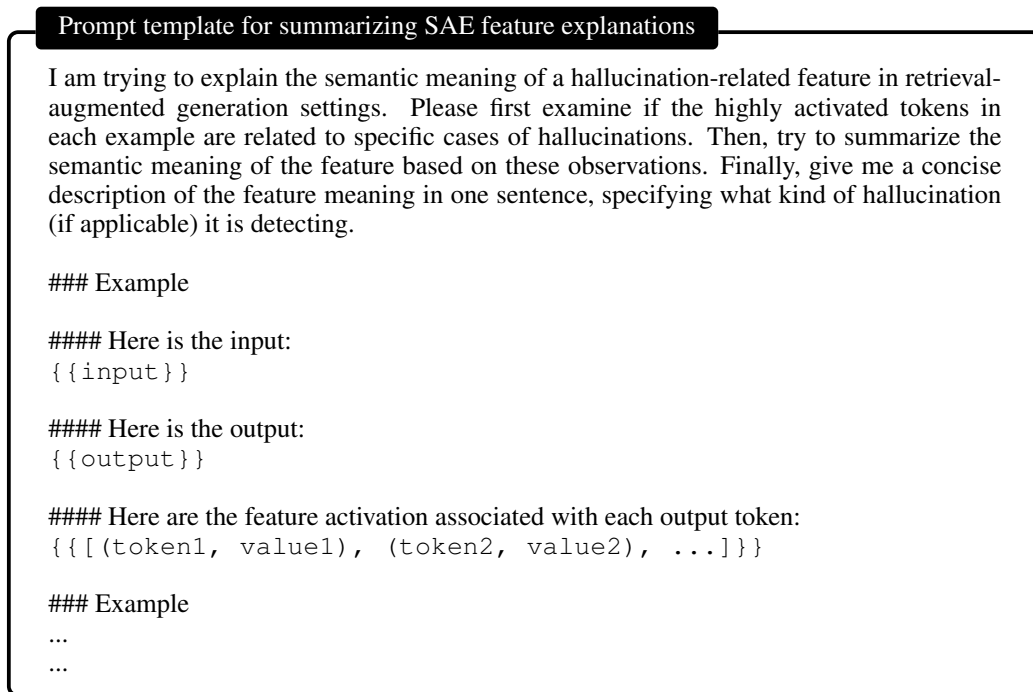 Prompt template for summarizing SAE feature explanations
I am trying to explain the semantic meaning of a hallucination-related feature in retrieval-
augmented generation settings. Please first examine if the highly activated tokens in
each example are related to specific cases of hallucinations. Then, try to summarize the
semantic meaning of the feature based on these observations. Finally, give me a concise
description of the feature meaning in one sentence, specifying what kind of hallucination
(if applicable) it is detecting.
### Example
#### Here is the input:
{{input}}
#### Here is the output:
{{output}}
#### Here are the feature activation associated with each output token:
{{[(token1, value1), (token2, value2), ...]}}
### Example
...
...